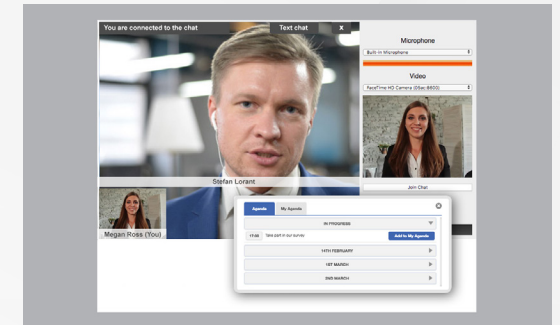 You are connected to the chat
Text chat
x
Microphone
Built-in Microphone
Video
FaceTime HD Camera (05ac:8600)
Join Chat
Stefan Lorant
Megan Ross (You)
Agenda
My Agenda
IN PROGRESS
17:00
Take part in our survey
Add to My Agenda
11TH FEBRUARY
1ST MARCH
2ND MARCH